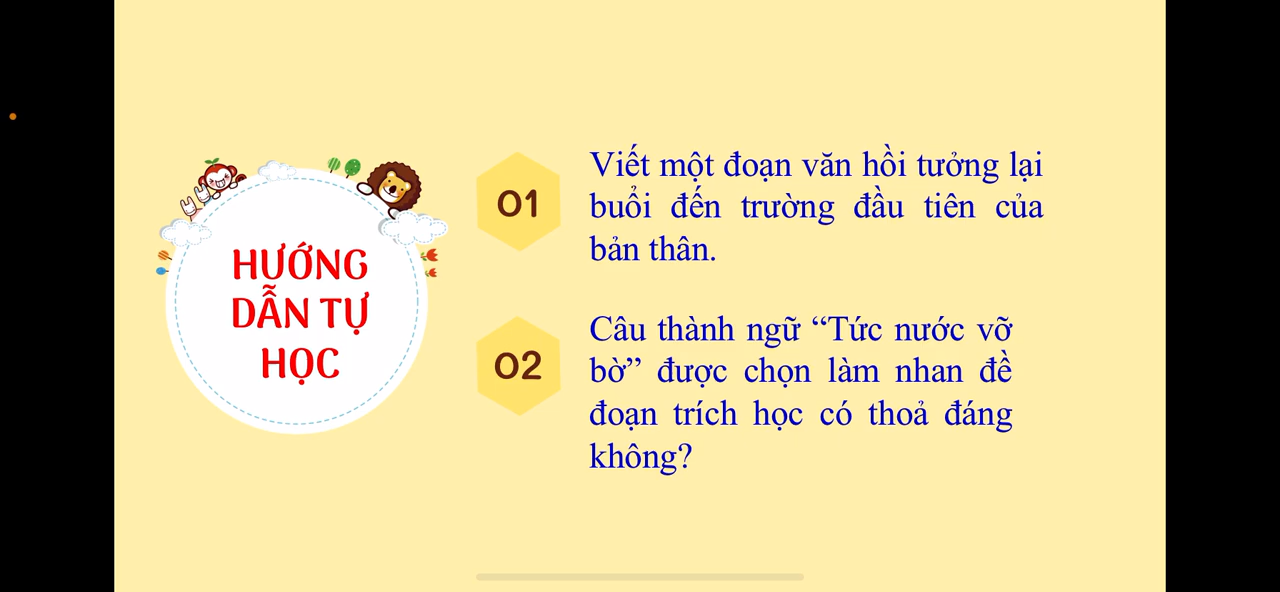 HƯỚNG
DẪN TỰ
HỌC
01
Viết một đoạn văn hồi tưởng lại
buổi đến trường đầu tiên của
bản thân.
02
Câu thành ngữ “Tức nước vỡ
bờ” được chọn làm nhan đề
đoạn trích học có thoả đáng
không?